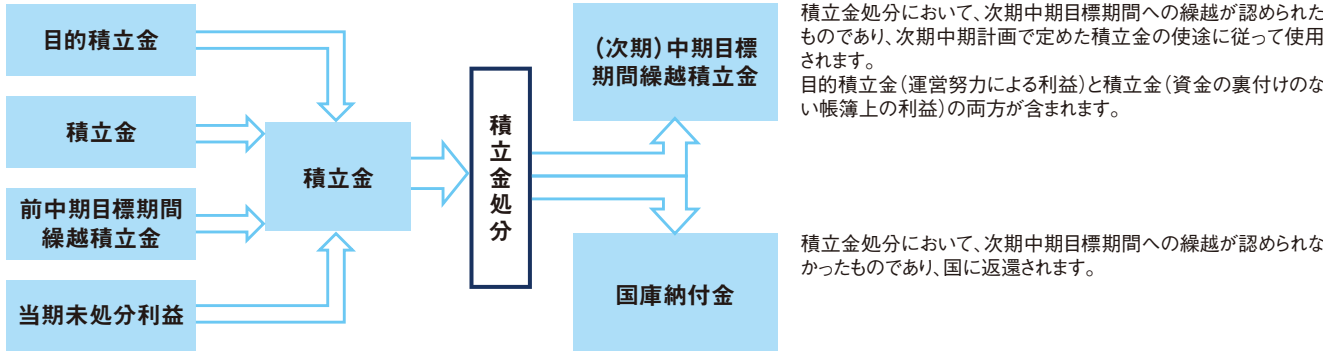 目的積立金
積立金
前中期目標期間
繰越積立金
当期未処分利益
積立金
積立金処分
(次期)中期目標
期間繰越積立金
積立金処分において、次期中期目標期間への繰越が認められた
ものであり、次期中期計画で定めた積立金の使途に従って使用
されます。
目的積立金(運営努力による利益)と積立金(資金の裏付けのな
い帳簿上の利益)の両方が含まれます。
国庫納付金
積立金処分において、次期中期目標期間への繰越が認められな
かったものであり、国に返還されます。